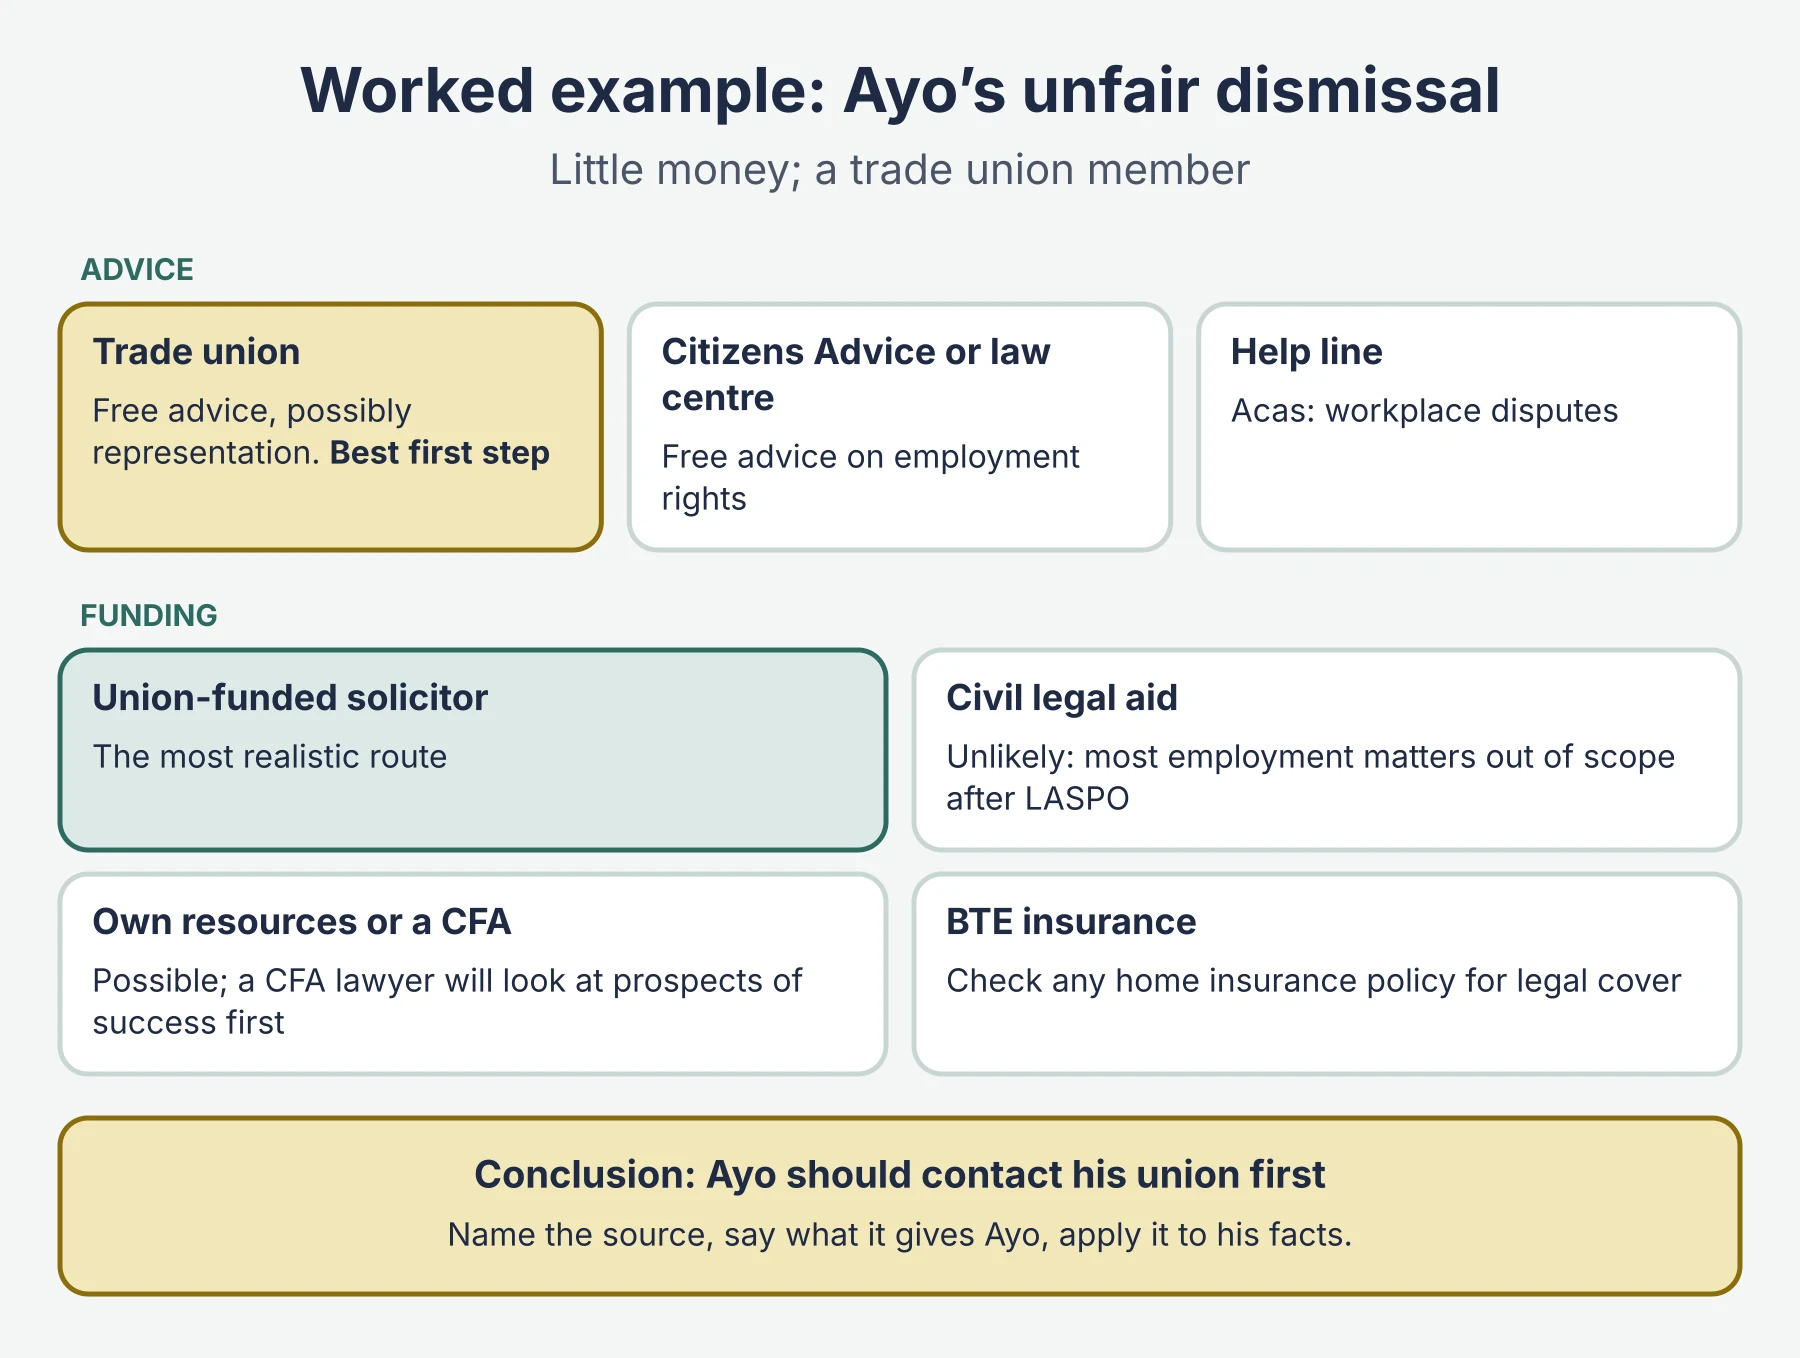 Worked example: Ayo’s unfair dismissal
Little money; a trade union member
ADVICE
Trade union
Free advice, possibly
representation. Best first step
Citizens Advice or law
centre
Free advice on employment
rights
Help line
Acas: workplace disputes
FUNDING
Union-funded solicitor
The most realistic route
Civil legal aid
Unlikely: most employment matters out of scope
after LASPO
Own resources or a CFA
Possible; a CFA lawyer will look at prospects of
success first
BTE insurance
Check any home insurance policy for legal cover
Conclusion: Ayo should contact his union first
Name the source, say what it gives Ayo, apply it to his facts.